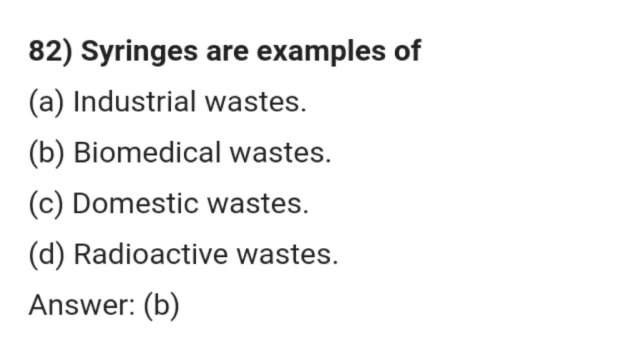 82) Syringes are examples of
(a) Industrial wastes.
(b) Biomedical wastes.
(c) Domestic wastes.
(d) Radioactive wastes.
Answer: (b)